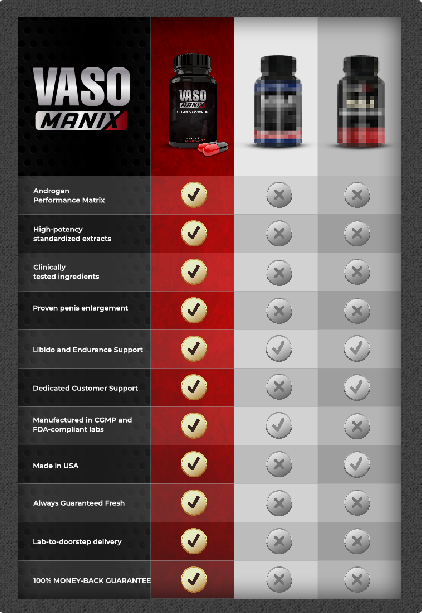 VASO
MANIX
VASO
MANIX
Androgen
Performance Matrix
High-potency
standardized extracts
Clinically
tested ingredients
Proven penis enlargement
Libido and Endurance Support
Dedicated Customer Support
Manufactured in CGMP and
FDA-compliant labs
Made in USA
Always Guaranteed Fresh
Lab-to-doorstep delivery
100% MONEY-BACK GUARANTEE